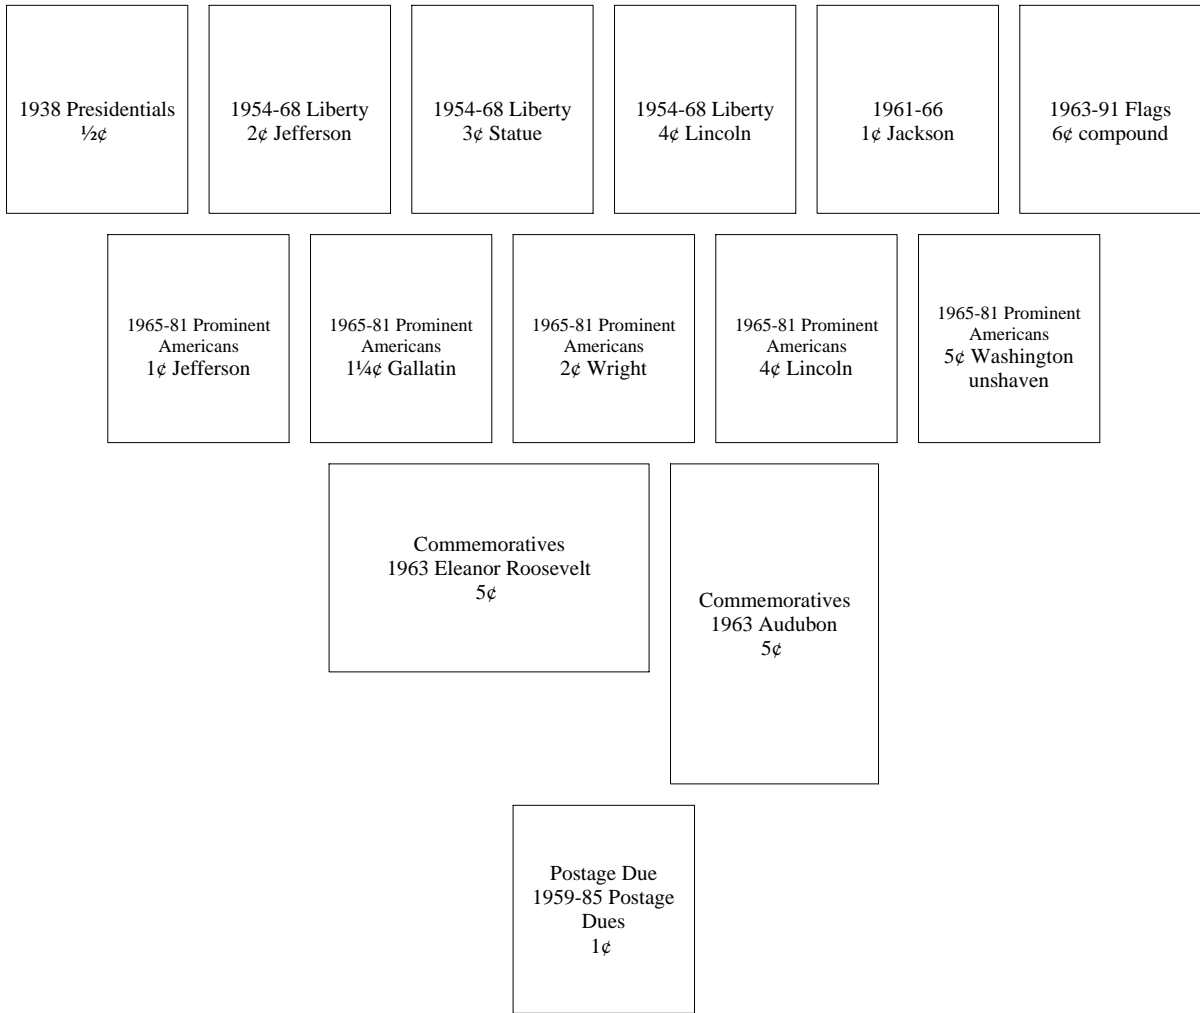 1938 Presidentials
½¢
1954-68 Liberty
2¢ Jefferson
1954-68 Liberty
3¢ Statue
1954-68 Liberty
4¢ Lincoln
1961-66
1¢ Jackson
1963-91 Flags
6¢ compound
1965-81 Prominent
Americans
1¢ Jefferson
1965-81 Prominent
Americans
1¼¢ Gallatin
1965-81 Prominent
Americans
2¢ Wright
1965-81 Prominent
Americans
4¢ Lincoln
1965-81 Prominent
Americans
5¢ Washington
unshaven
Commemoratives
1963 Eleanor Roosevelt
5¢
Commemoratives
1963 Audubon
5¢
Postage Due
1959-85 Postage
Dues
1¢